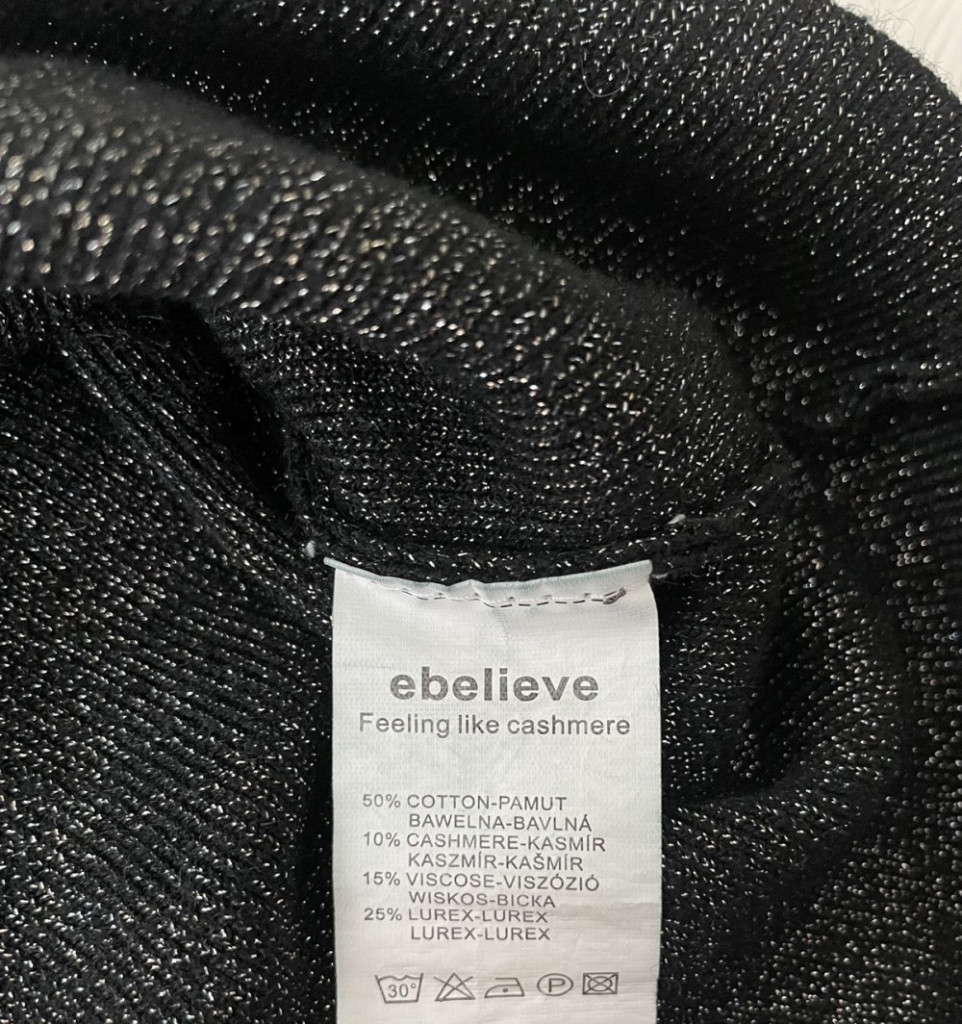 ebelieve
Feeling like cashmere
50% COTTON-PAMUT
BAWELNA-BAVLNÁ
10% CASHMERE-KASMÍR
KASZMÍR-KAŠMÍR
15% VISCOSE-VISZÓZIÓ
WISKOS-BICKA
25% LUREX-LUREX
LUREX-LUREX
30° P